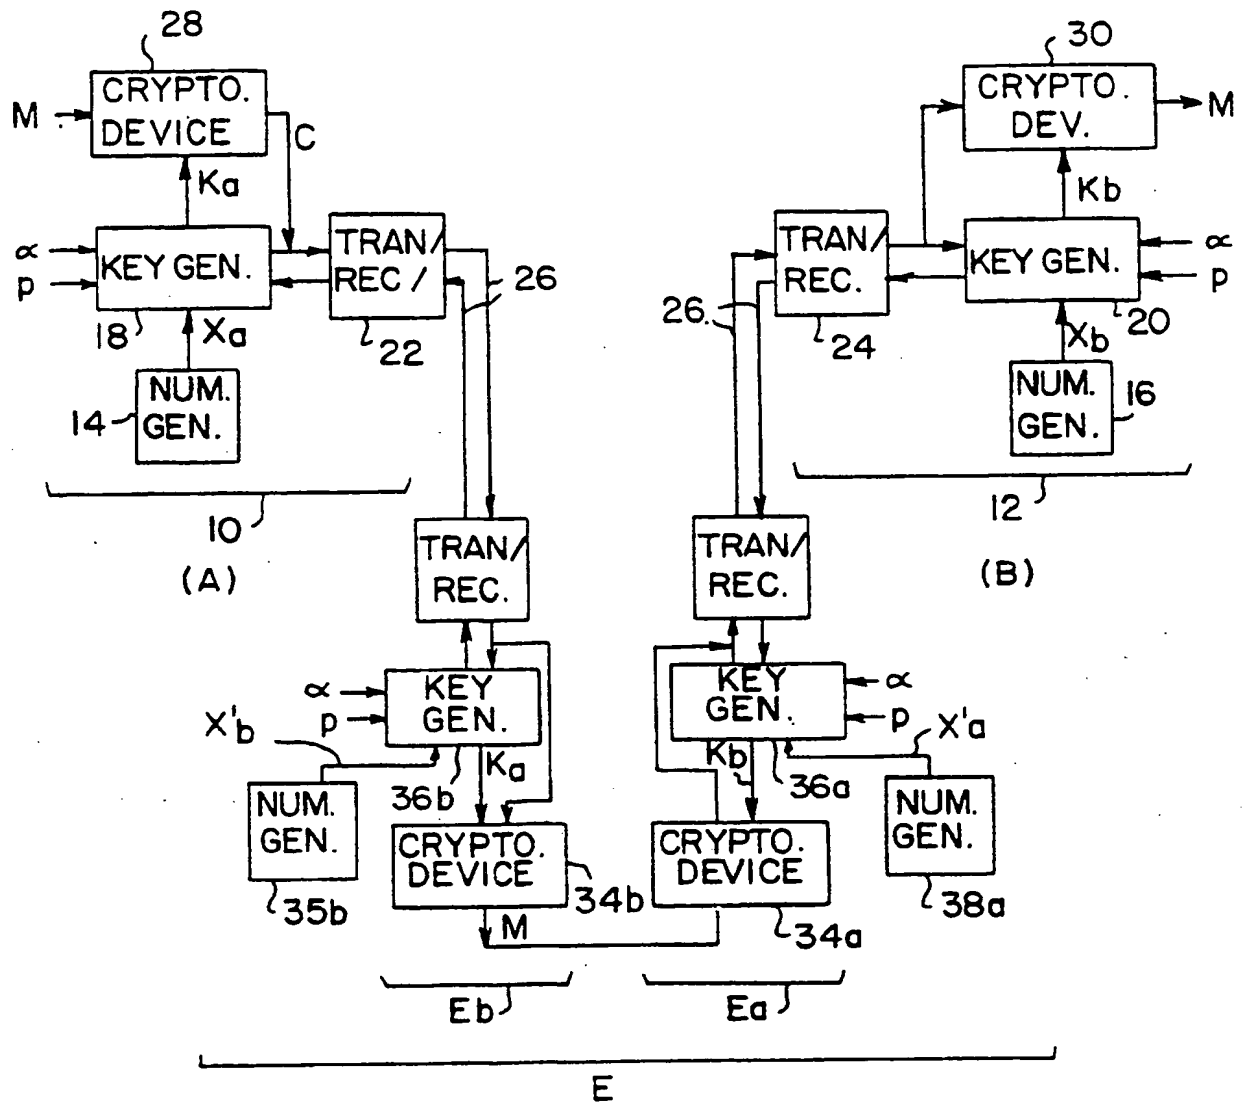 28
30
CRYPTO.
DEVICE
M
C
CRYPTO.
DEV.
M
Ka
Kb
α
p
KEY GEN.
TRAN/
REC/
26
26
TRAN/
REC.
KEY GEN.
α
p
18
Xa
22
24
Xb
20
14
NUM.
GEN.
NUM.
GEN.
16
10
(A)
12
(B)
TRAN/
REC.
TRAN/
REC.
α
p
KEY
GEN.
KEY
GEN.
α
p
X'b
X'a
36b
Ka
Kb
36a
NUM.
GEN.
NUM.
GEN.
CRYPTO.
DEVICE
CRYPTO.
DEVICE
35b
34b
38a
M
34a
Eb
Ea
E